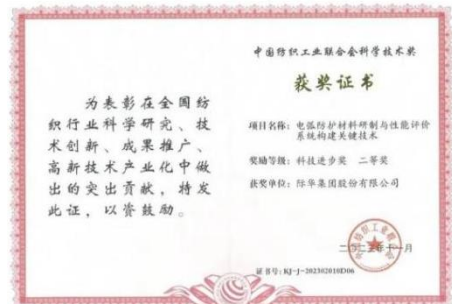 为表彰在全国纺
织行业科学研究、技
术创新、成果推广、
高新技术产业化中做
出的突出贡献，特发
此证，以资鼓励。
中国纺织工业联合会科学技术奖
获奖证书
项目名称：电弧防护材料研制与性能评价
系统构建关键技术
奖励等级：科技进步奖 二等奖
获奖单位：际华集团股份有限公司
二〇二三年十一月
证书号：KJ-J-202302010D06